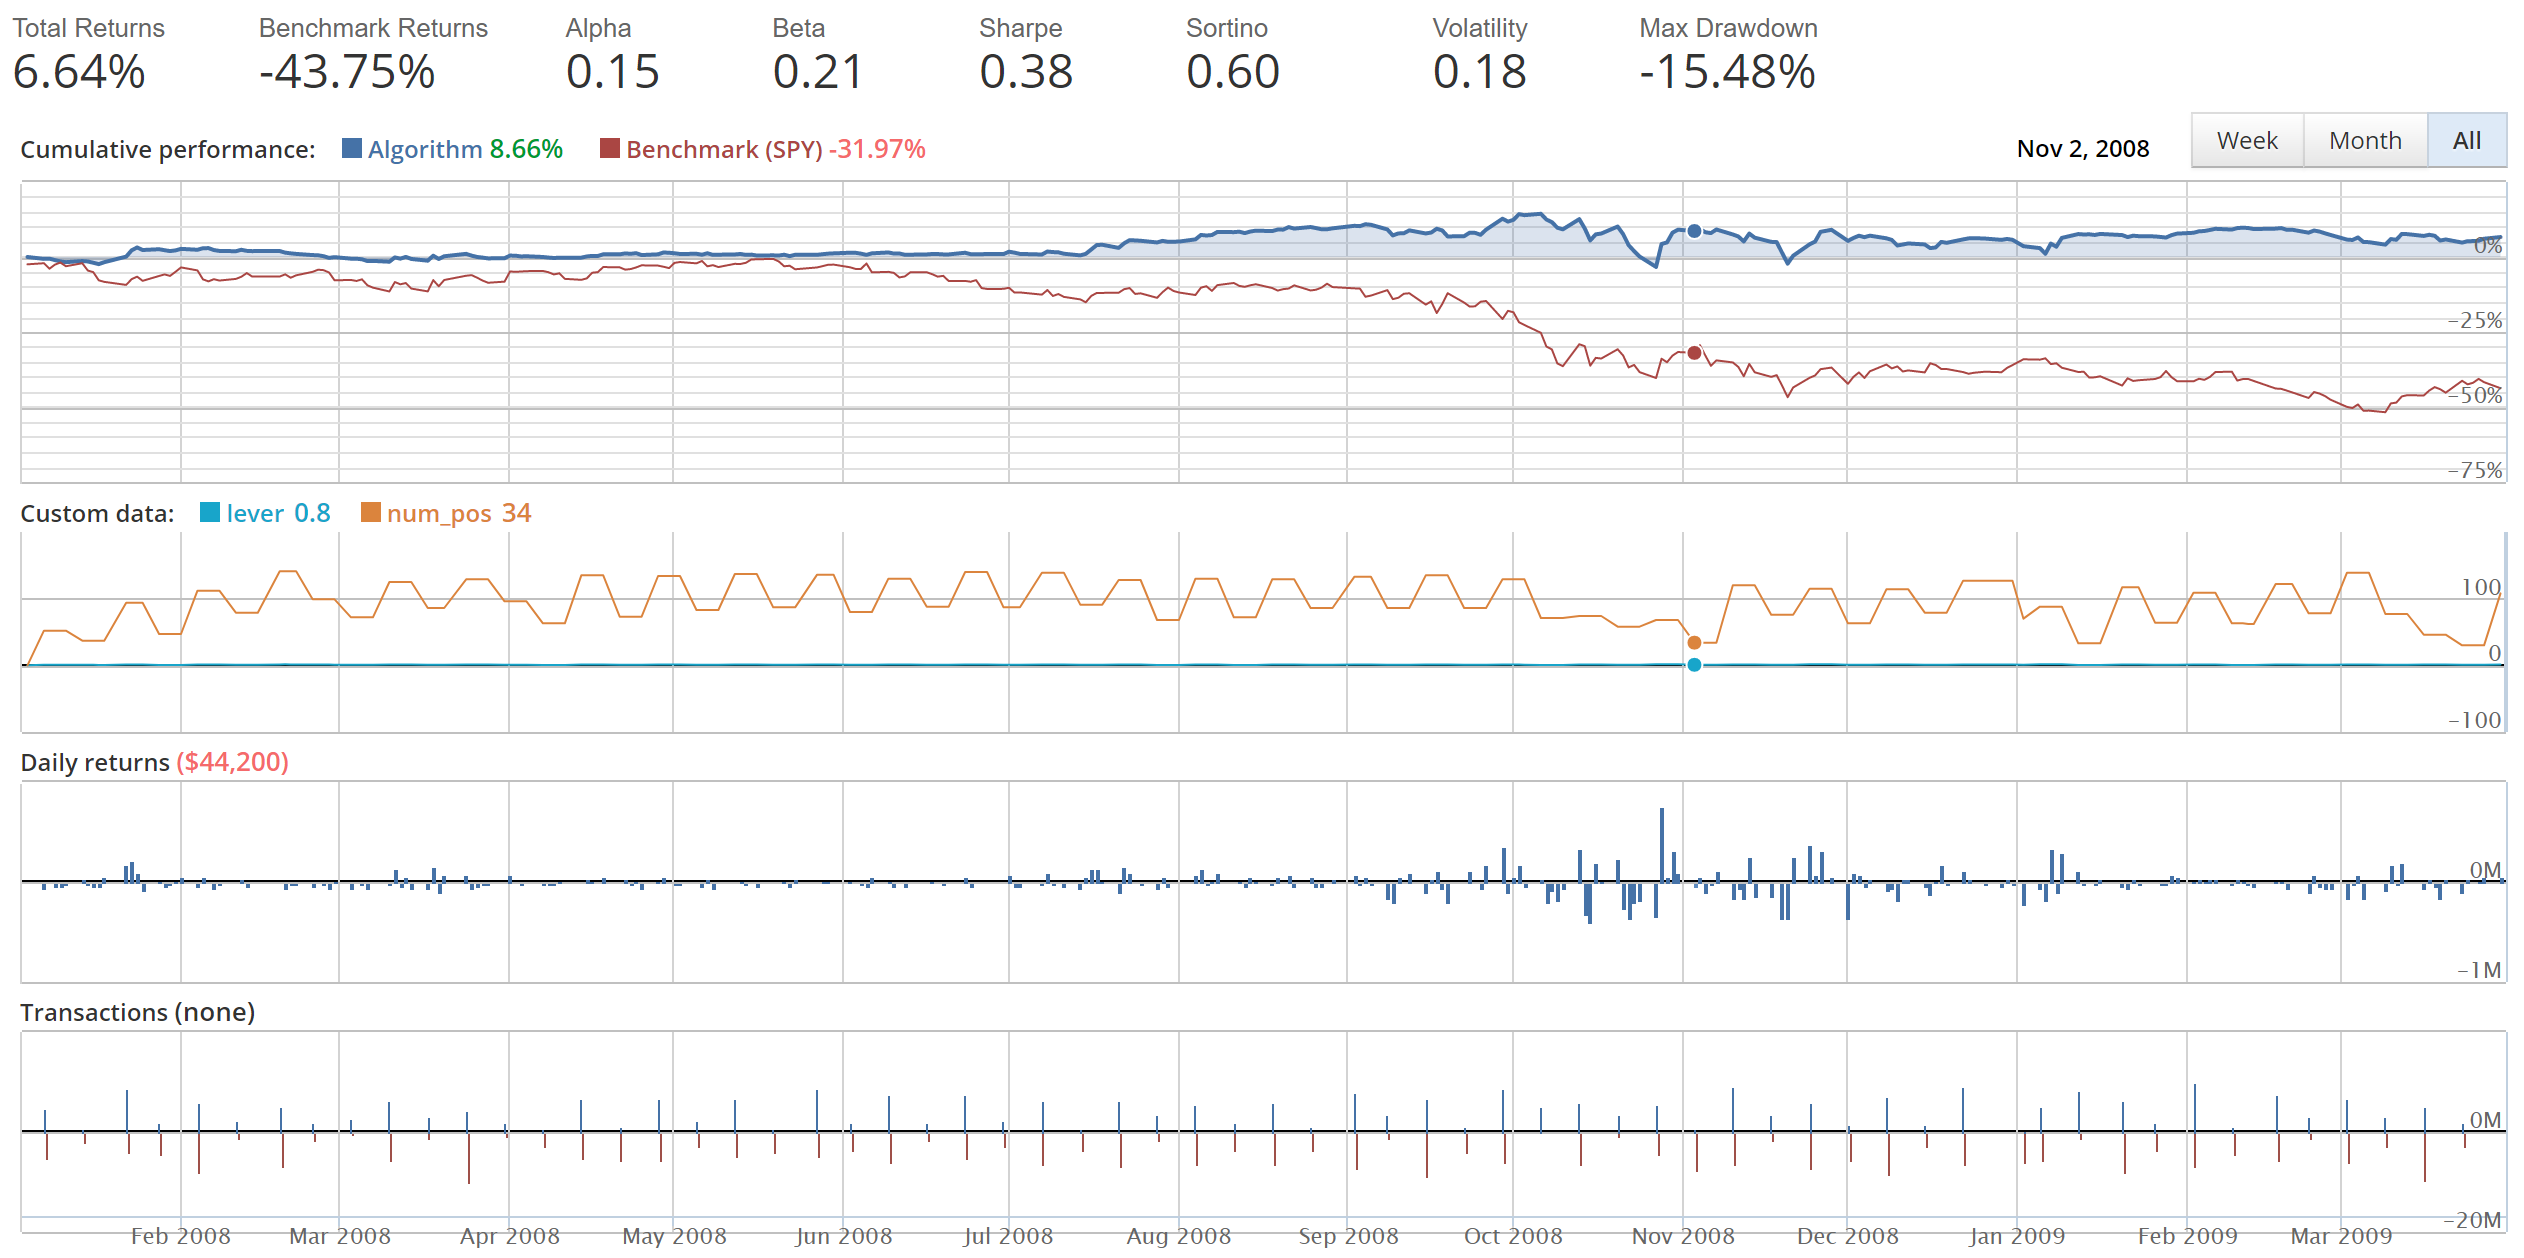 Total Returns Benchmark Returns Alpha Beta Sharpe Sortino Volatility Max Drawdown
6.64% -43.75% 0.15 0.21 0.38 0.60 0.18 -15.48%
Cumulative performance: Algorithm 8.66% Benchmark (SPY) -31.97% Nov 2, 2008 Week Month All
0%
−25%
−50%
−75%
Custom data: lever 0.8 num_pos 34
100
0
−100
Daily returns ($44,200)
0M
−1M
Transactions (none)
0M
−20M
Feb 2008 Mar 2008 Apr 2008 May 2008 Jun 2008 Jul 2008 Aug 2008 Sep 2008 Oct 2008 Nov 2008 Dec 2008 Jan 2009 Feb 2009 Mar 2009